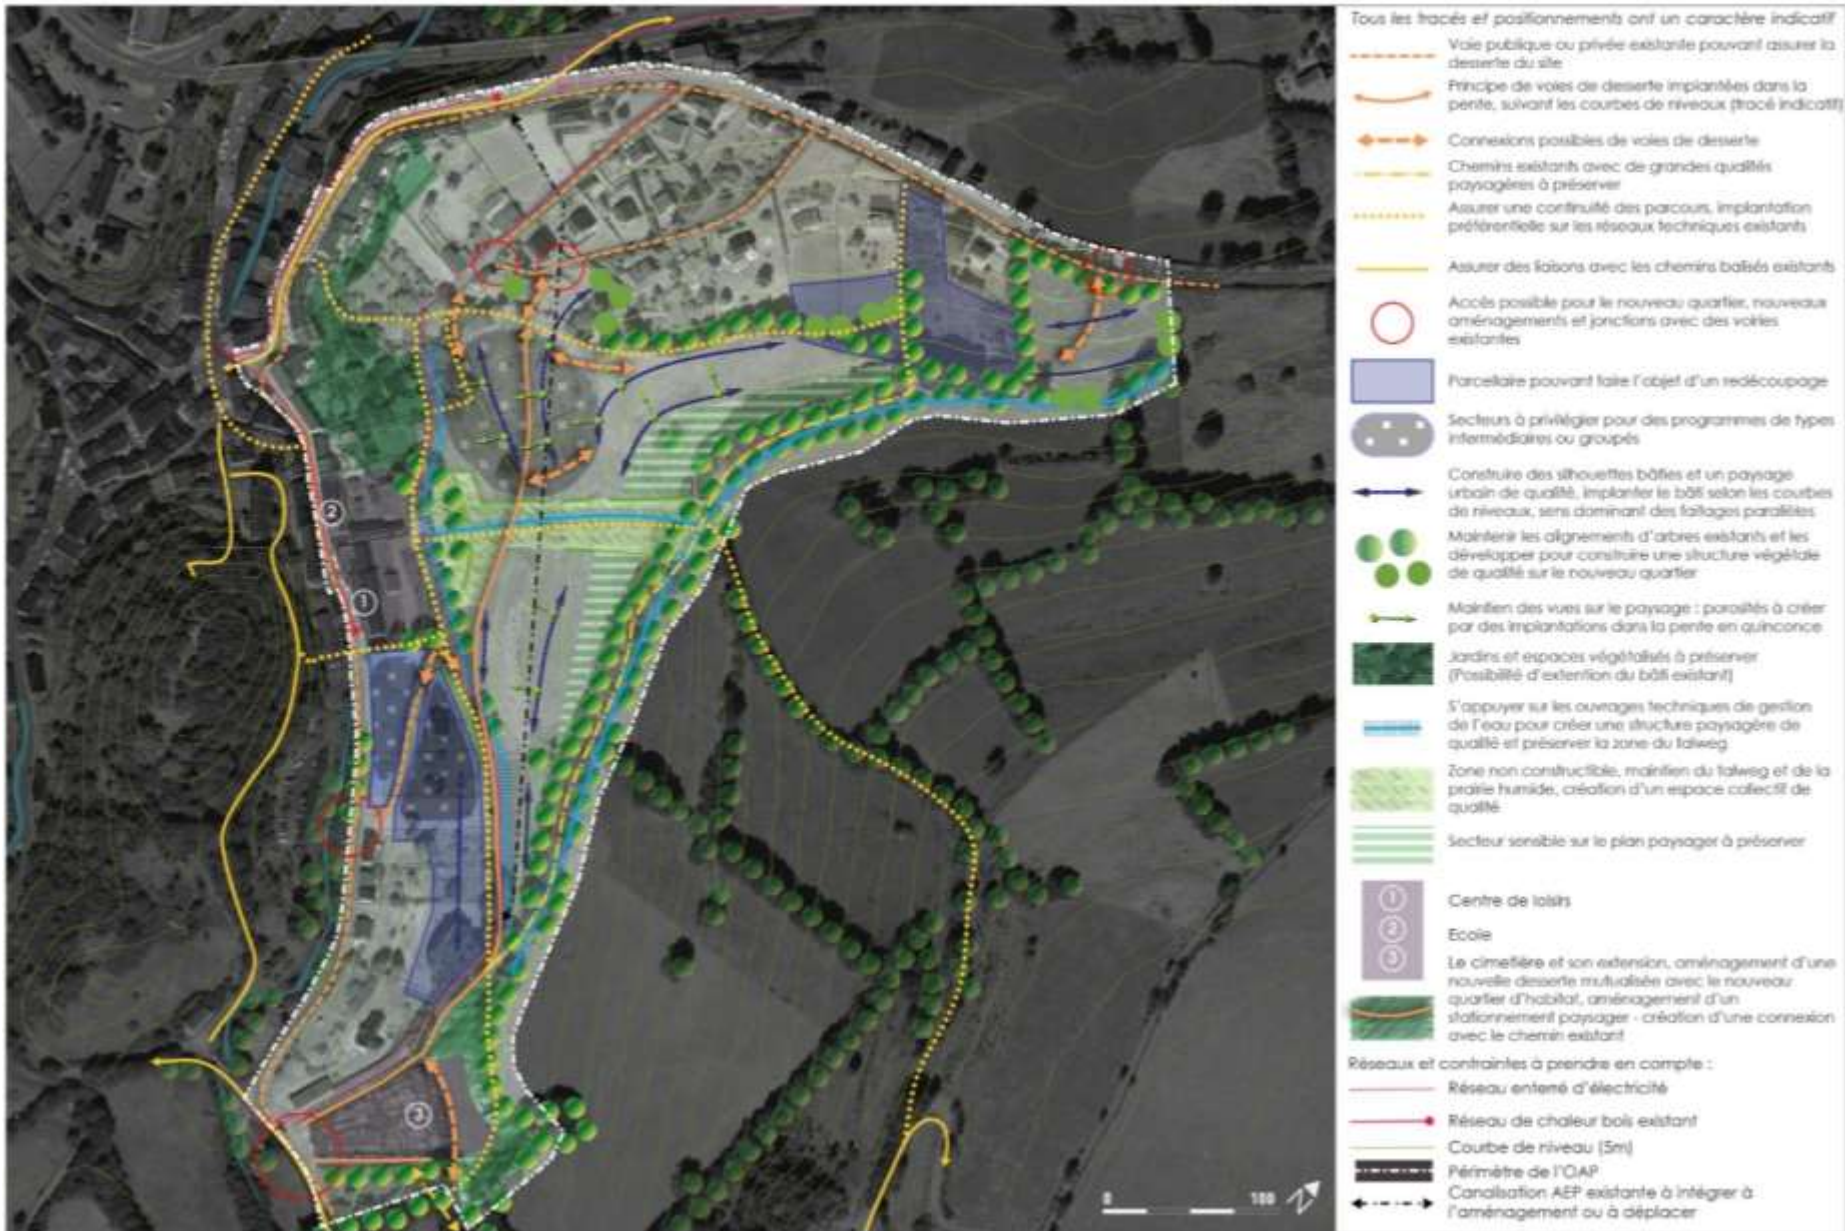 Tous les tracés et positionnements ont un caractère indicatif
Voie publique ou privée existante pouvant assurer la
desserte du site
Principe de voies de desserte implantées dans la
pente, suivant les courbes de niveaux (tracé indicatif)
Connexions possibles de voies de desserte
Chemins existants avec de grandes qualités
paysagères à préserver
Assurer une continuité des parcours, implantation
préférentielle sur les réseaux techniques existants
Assurer des liaisons avec les chemins balisés existants
Accès possible pour le nouveau quartier, nouveaux
aménagements et jonctions avec des voiries
existantes
Parcellaire pouvant faire l'objet d'un redécoupage
Secteurs à privilégier pour des programmes de types
intermédiaires ou groupés
Construire des silhouettes bâties et un paysage
urbain de qualité, implanter le bâti selon les courbes
de niveaux, sens dominant des faîtages parallèles
Maintenir les alignements d'arbres existants et les
développer pour construire une structure végétale
de qualité sur le nouveau quartier
Maintien des vues sur le paysage : porosités à créer
par des implantations dans la pente en quinconce
Jardins et espaces végétalisés à préserver
(Possibilité d'extention du bâti existant)
S'appuyer sur les ouvrages techniques de gestion
de l'eau pour créer une structure paysagère de
qualité et préserver la zone du talweg
Zone non constructible, maintien du talweg et de la
prairie humide, création d'un espace collectif de
qualité
Secteur sensible sur le plan paysager à préserver
1 Centre de loisirs
2 Ecole
3 Le cimetière et son extension, aménagement d'une
nouvelle desserte mutualisée avec le nouveau
quartier d'habitat, aménagement d'un
stationnement paysager - création d'une connexion
avec le chemin existant
Réseaux et contraintes à prendre en compte :
Réseau enterré d'électricité
Réseau de chaleur bois existant
Courbe de niveau (5m)
Périmètre de l'OAP
Canalisation AEP existante à intégrer à
l'aménagement ou à déplacer
2
1
3
0 100
N